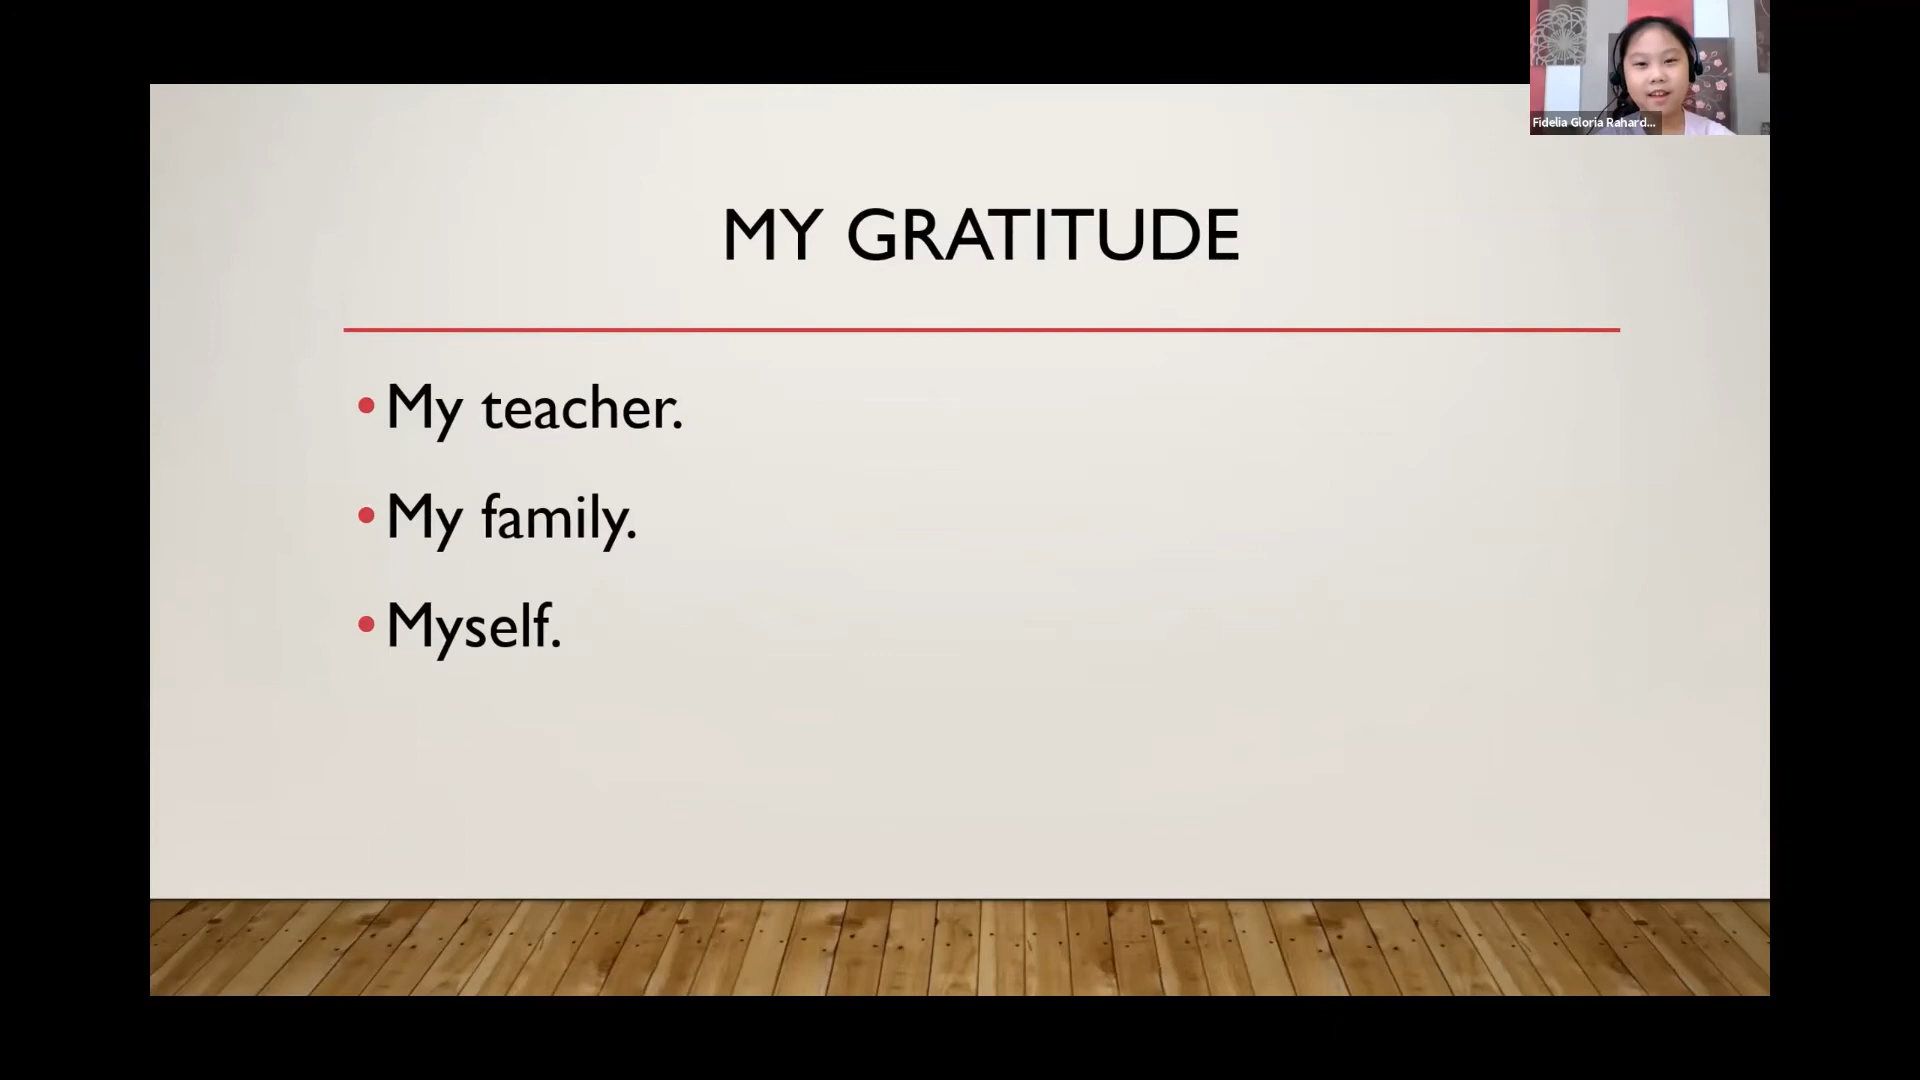 Fidelia Gloria Rahard...
MY GRATITUDE
• My teacher.
• My family.
• Myself.